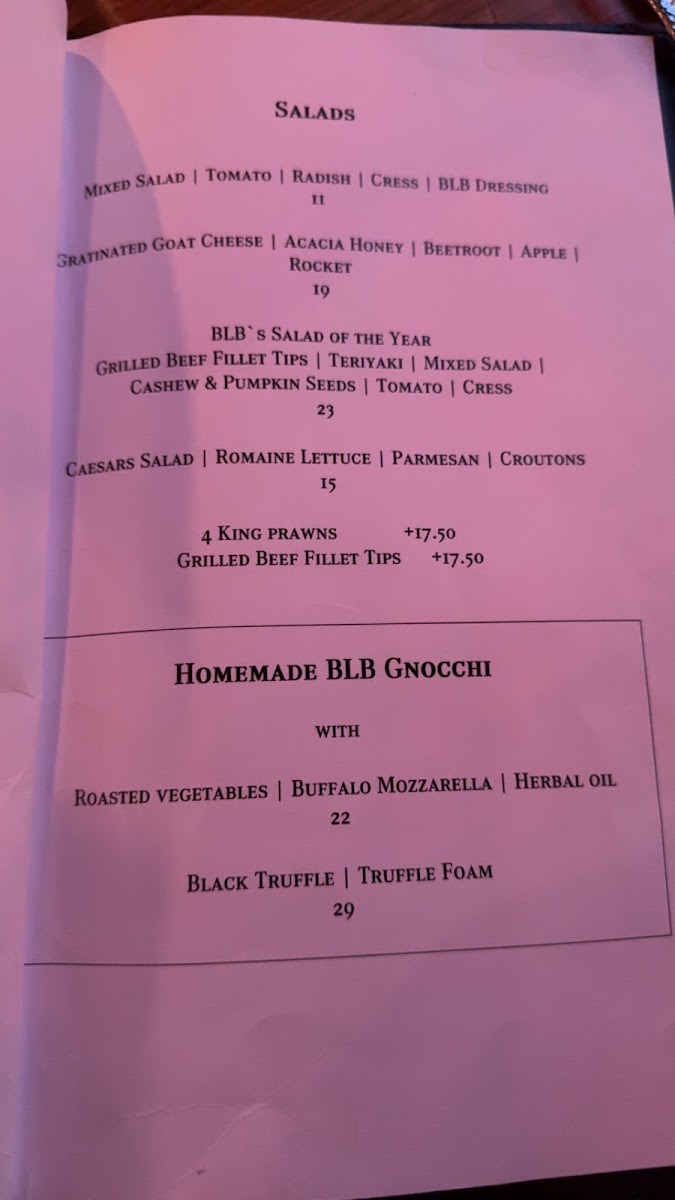 Salads
Mixed Salad | Tomato | Radish | Cress | BLB Dressing
11
Gratinated Goat Cheese | Acacia Honey | Beetroot | Apple |
Rocket
19
BLB`s Salad of the Year
Grilled Beef Fillet Tips | Teriyaki | Mixed Salad |
Cashew & Pumpkin Seeds | Tomato | Cress
23
Caesars Salad | Romaine Lettuce | Parmesan | Croutons
15
4 King prawns +17.50
Grilled Beef Fillet Tips +17.50
Homemade BLB Gnocchi
with
Roasted vegetables | Buffalo Mozzarella | Herbal oil
22
Black Truffle | Truffle Foam
29